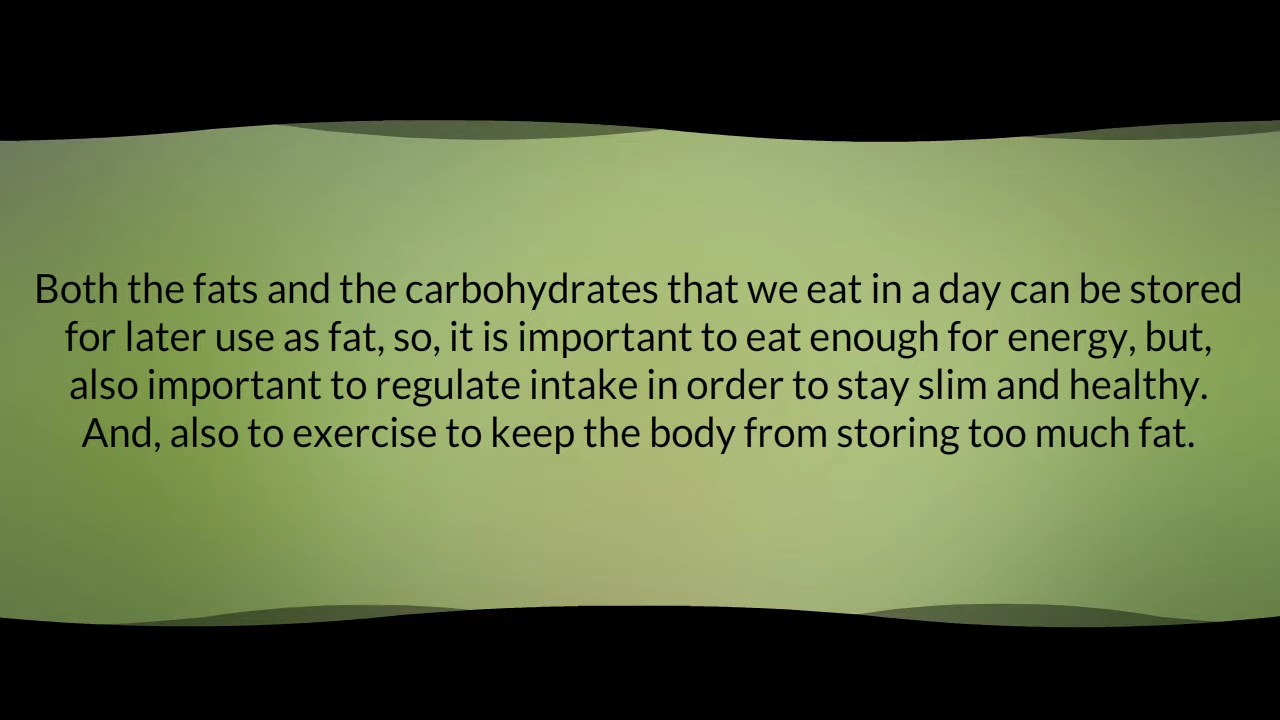 Both the fats and the carbohydrates that we eat in a day can be stored
for later use as fat, so, it is important to eat enough for energy, but,
also important to regulate intake in order to stay slim and healthy.
And, also to exercise to keep the body from storing too much fat.